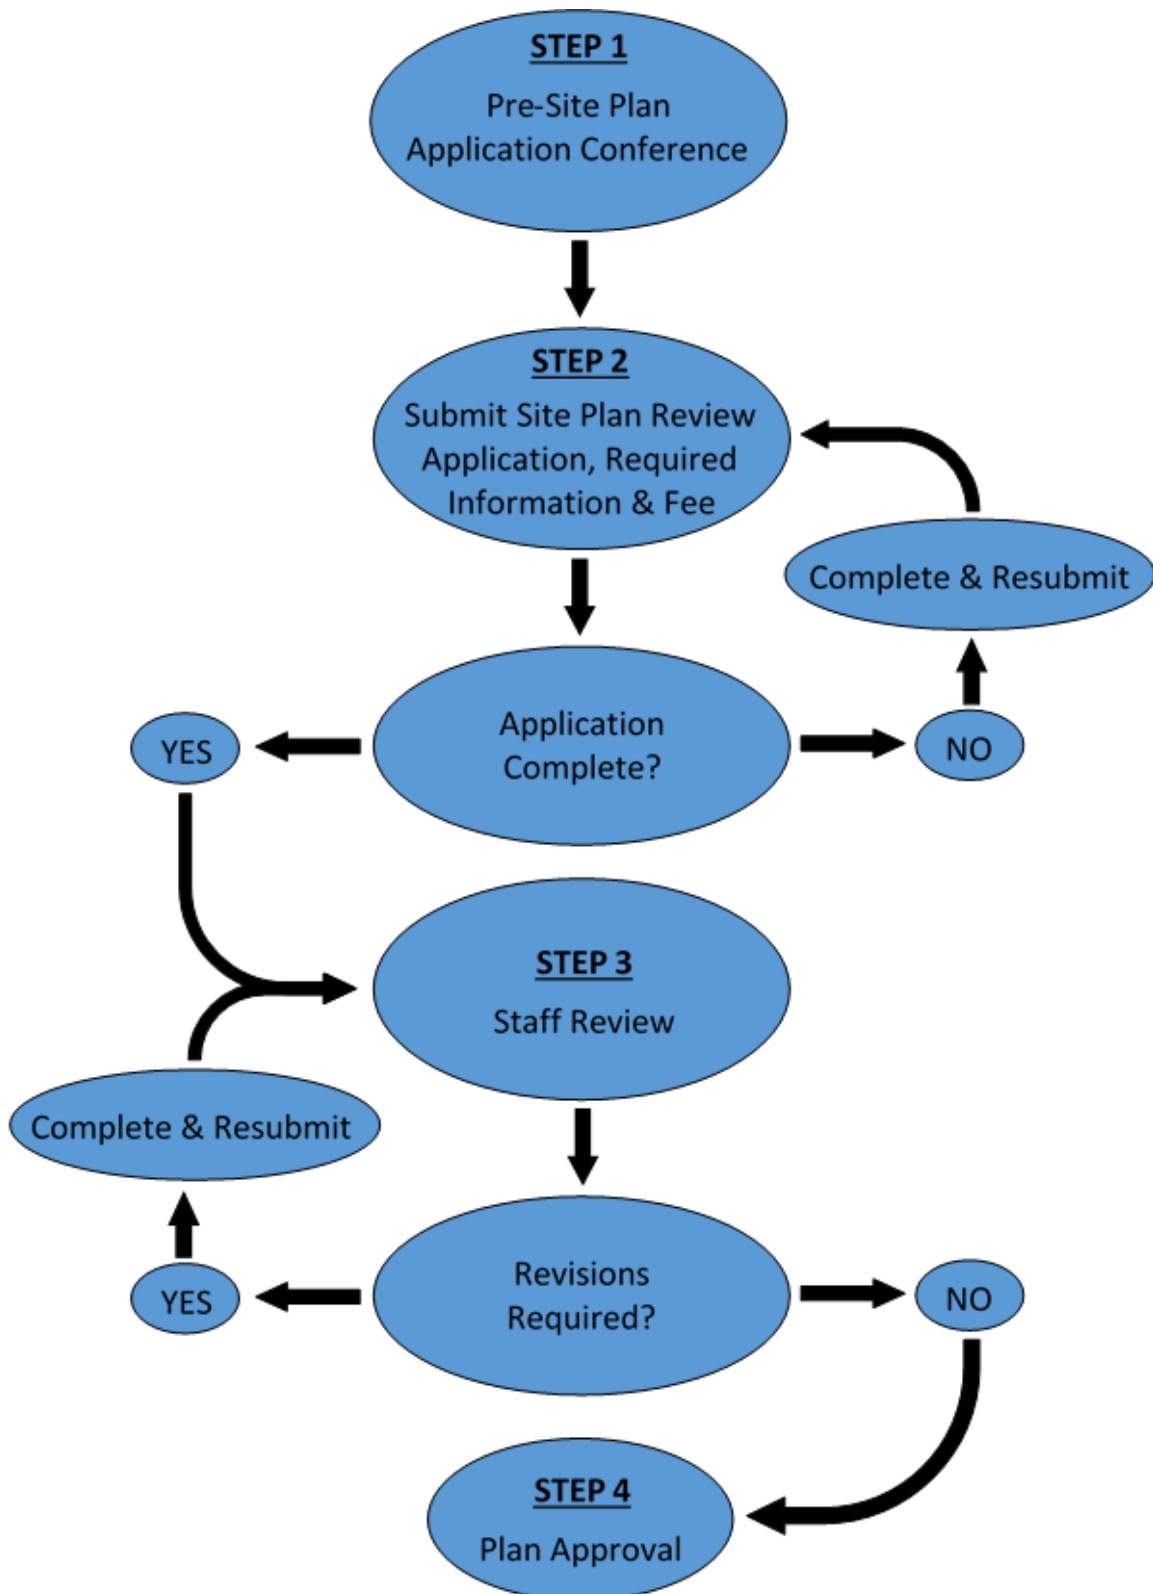 STEP 1
Pre-Site Plan
Application Conference
STEP 2
Submit Site Plan Review
Application, Required
Information & Fee
Complete & Resubmit
Application
Complete?
YES
NO
STEP 3
Staff Review
Complete & Resubmit
Revisions
Required?
YES
NO
STEP 4
Plan Approval